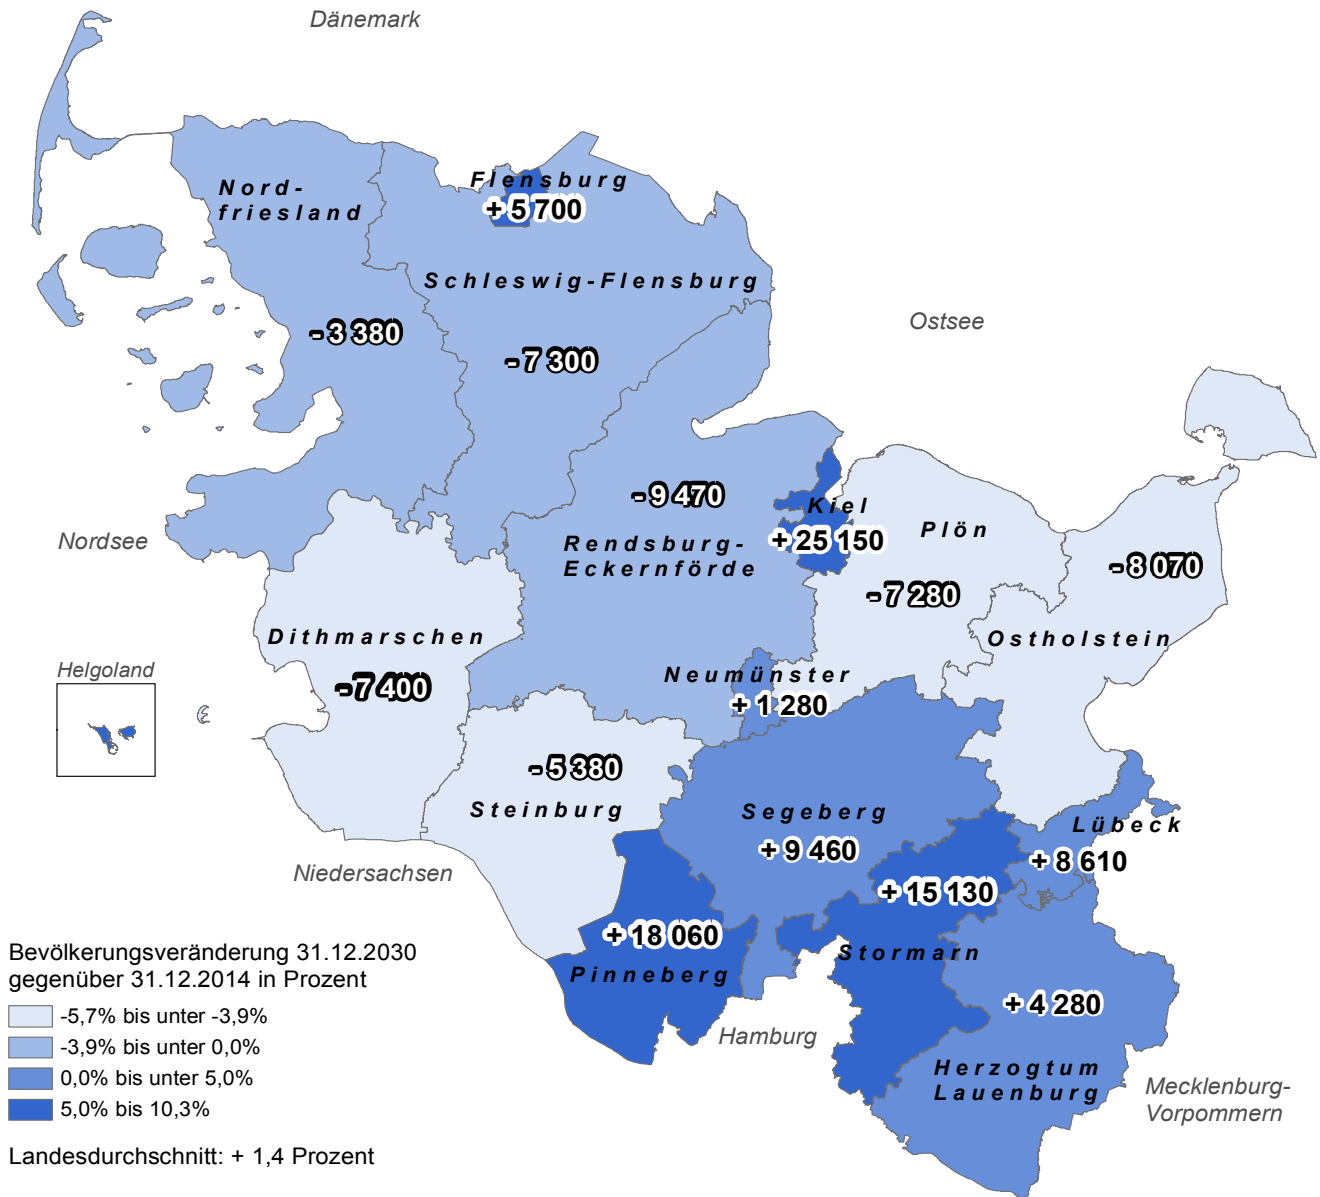 Dänemark
Nord-
friesland
- 3 380
Flensburg
+ 5 700
Schleswig-Flensburg
- 7 300
Ostsee
Nordsee
- 9 470
Rendsburg-
Eckernförde
Kiel
+ 25 150
Plön
- 7 280
- 8 070
Ostholstein
Dithmarschen
- 7 400
Helgoland
Neumünster
+ 1 280
- 5 380
Steinburg
Segeberg
+ 9 460
Lübeck
+ 8 610
Niedersachsen
+ 15 130
Stormarn
+ 18 060
Pinneberg
Hamburg
+ 4 280
Herzogtum
Lauenburg
Mecklenburg-
Vorpommern
Bevölkerungsveränderung 31.12.2030
gegenüber 31.12.2014 in Prozent
-5,7% bis unter -3,9%
-3,9% bis unter 0,0%
0,0% bis unter 5,0%
5,0% bis 10,3%
Landesdurchschnitt: + 1,4 Prozent